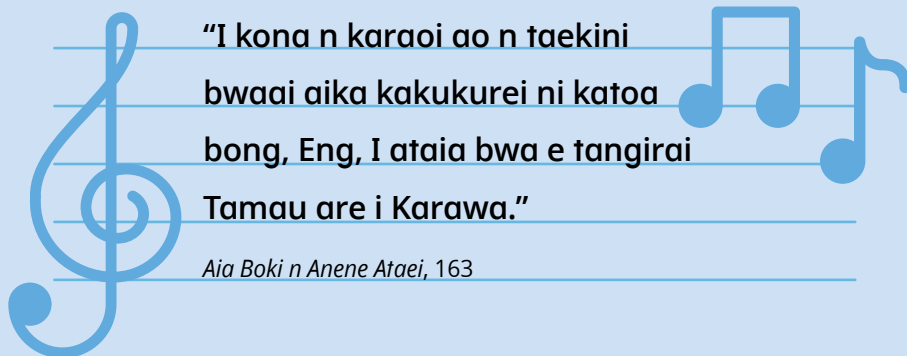 “I kona n karaoi ao n taekini
bwaai aika kakukurei ni katoa
bong, Eng, I ataia bwa e tangirai
Tamau are i Karawa.”
Aia Boki n Anene Ataei, 163